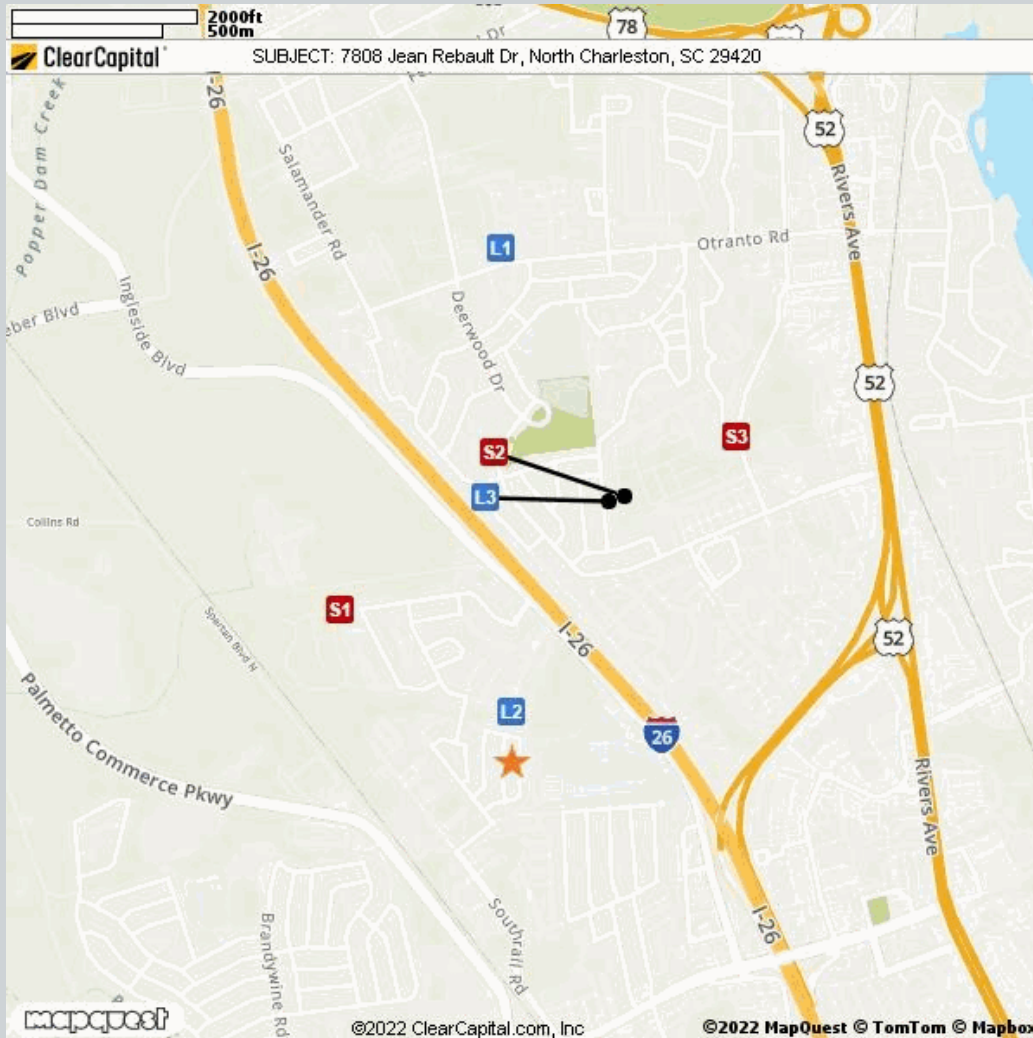 2000ft
500m
78
ClearCapital
SUBJECT: 7808 Jean Rebault Dr, North Charleston, SC 29420
Popper Dam Creek
I-26
Salamander Rd
52
Rivers Ave
L1
Otranto Rd
I-26
Ingleside Blvd
Deerwood Dr
52
S2
S3
L3
Collins Rd
S1
Spartan Blvd N
I-26
52
L2
26
Palmetto Commerce Pkwy
Rivers Ave
Southrail Rd
Brandywine Rd
I-26
mapquest
©2022 ClearCapital.com, Inc
©2022 MapQuest © TomTom © Mapbox